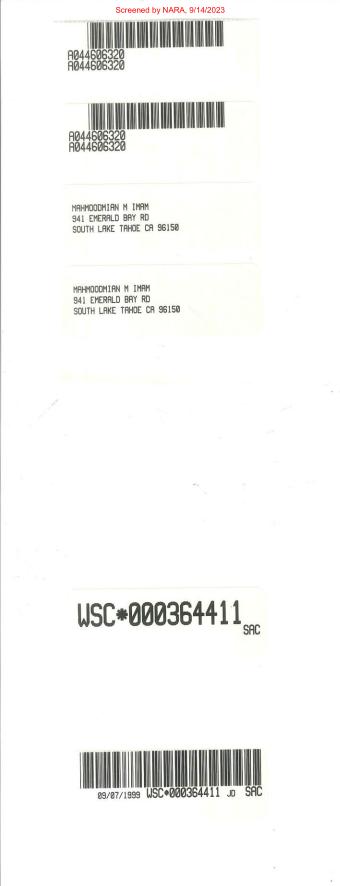 Screened by NARA, 9/14/2023
A044606320
A044606320
A044606320
A044606320
MAHMOODMIAN M IMAM
941 EMERALD BAY RD
SOUTH LAKE TAHOE CA 96150
MAHMOODMIAN M IMAM
941 EMERALD BAY RD
SOUTH LAKE TAHOE CA 96150
WSC*000364411
SAC
09/07/1999 WSC*000364411 JD SAC